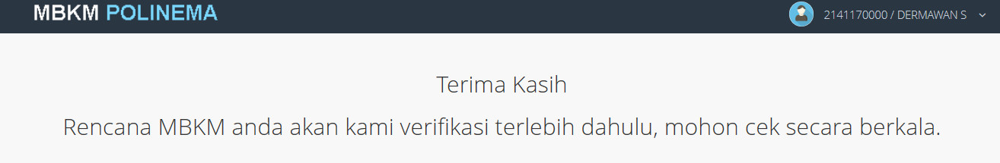 MBKM POLINEMA
2141170000 / DERMAWAN S
Terima Kasih
Rencana MBKM anda akan kami verifikasi terlebih dahulu, mohon cek secara berkala.